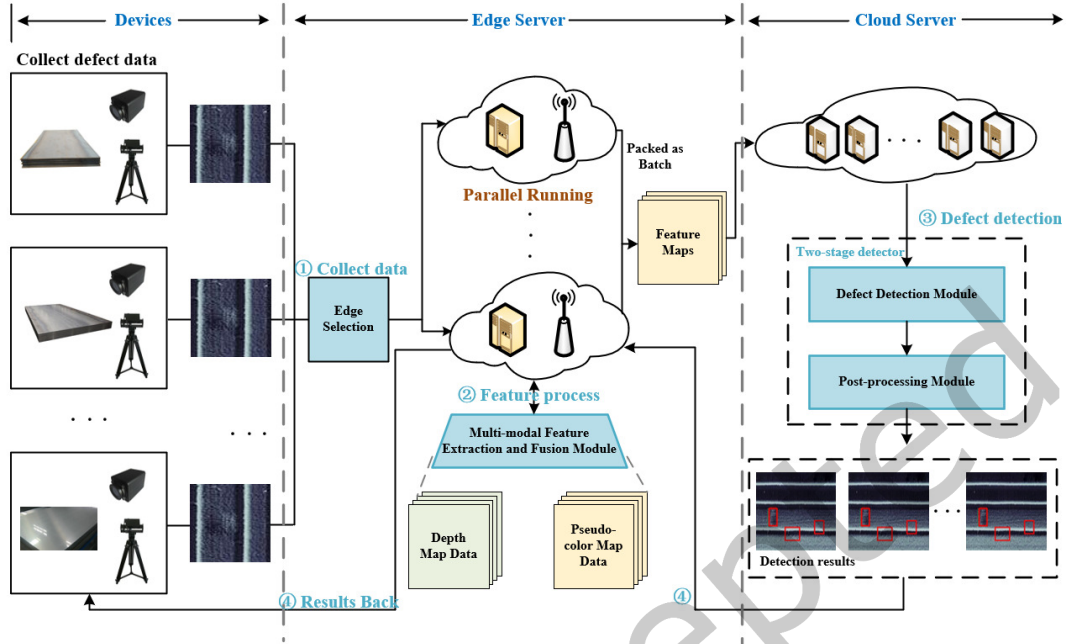 Devices
Edge Server
Cloud Server
Collect defect data
Parallel Running
Packed as
Batch
Feature
Maps
① Collect data
Edge
Selection
② Feature process
Multi-modal Feature
Extraction and Fusion Module
Depth
Map Data
Pseudo-
color Map
Data
③ Defect detection
Two-stage detector
Defect Detection Module
Post-processing Module
Detection results
④ Results Back
④
. . .
. . .
. . .
. . .
. . .